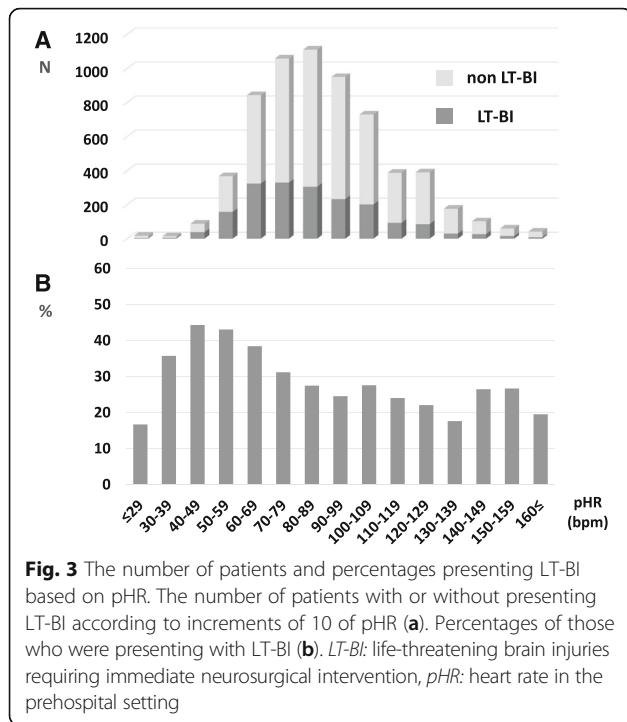 A
N
1200
1000
800
600
400
200
0
non LT-BI
LT-BI
B
%
60
50
40
30
20
10
0
≤29 30-39 40-49 50-59 60-69 70-79 80-89 90-99 100-109 110-119 120-129 130-139 140-149 150-159 160≤
pHR
(bpm)
Fig. 3 The number of patients and percentages presenting LT-BI
based on pHR. The number of patients with or without presenting
LT-BI according to increments of 10 of pHR (a). Percentages of those
who were presenting with LT-BI (b). LT-BI: life-threatening brain injuries
requiring immediate neurosurgical intervention, pHR: heart rate in the
prehospital setting